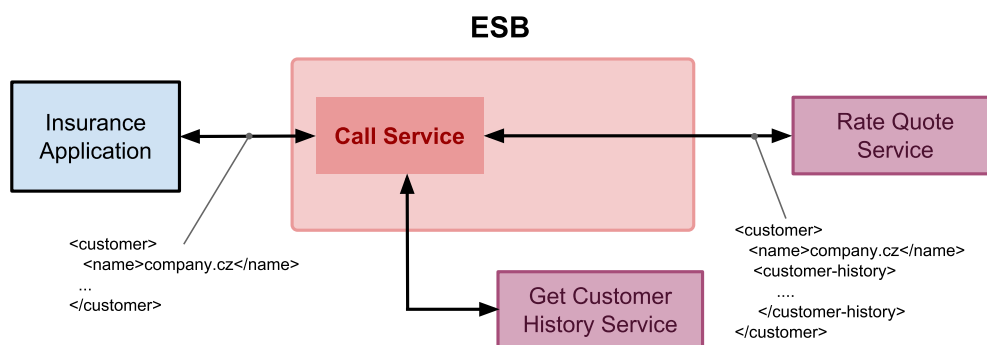 ESB
Insurance
Application
Call Service
Rate Quote
Service
<customer>
<name>company.cz</name>
...
</customer>
Get Customer
History Service
<customer>
<name>company.cz</name>
<customer-history>
....
</customer-history>
</customer>